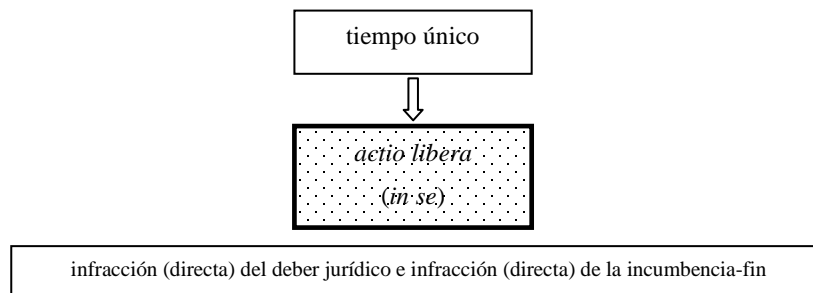 tiempo único
actio libera
(in se)
infracción (directa) del deber jurídico e infracción (directa) de la incumbencia-fin